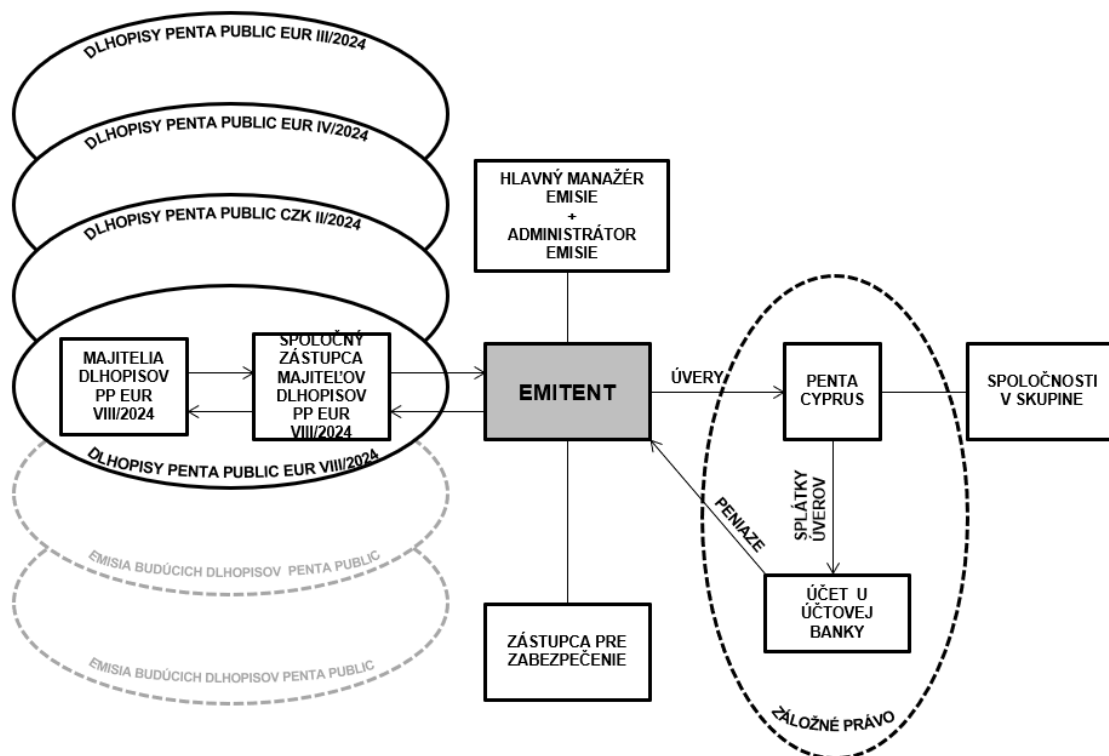 DLHOPISY PENTA PUBLIC EUR III/2024
DLHOPISY PENTA PUBLIC EUR IV/2024
DLHOPISY PENTA PUBLIC CZK II/2024
HLAVNÝ MANAŽÉR
EMISIE
+
ADMINISTRÁTOR
EMISIE
MAJITELIA
DLHOPISOV
PP EUR
VIII/2024
SPOLOČNÝ
ZÁSTUPCA
MAJITEĽOV
DLHOPISOV
PP EUR
VIII/2024
DLHOPISY PENTA PUBLIC EUR VIII/2024
EMITENT
ÚVERY
PENTA
CYPRUS
SPOLOČNOSTI
V SKUPINE
PENIAZE
SPLÁTKY
ÚVEROV
EMISIA BUDÚCICH DLHOPISOV PENTA PUBLIC
EMISIA BUDÚCICH DLHOPISOV PENTA PUBLIC
ZÁSTUPCA PRE
ZABEZPEČENIE
ÚČET U
ÚČTOVEJ
BANKY
ZÁLOŽNÉ PRÁVO